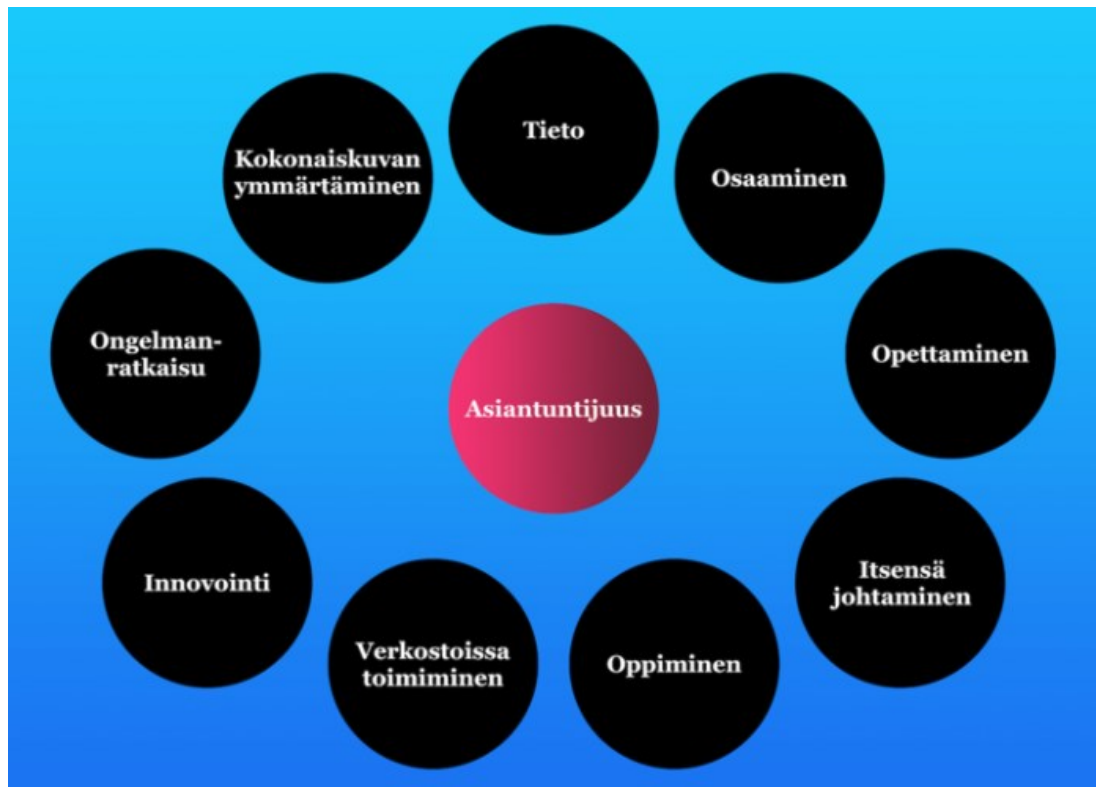 Tieto
Osaaminen
Opettaminen
Itsensä
johtaminen
Oppiminen
Verkostoissa
toimiminen
Innovointi
Ongelman-
ratkaisu
Kokonaiskuvan
ymmärtäminen
Asiantuntijuus